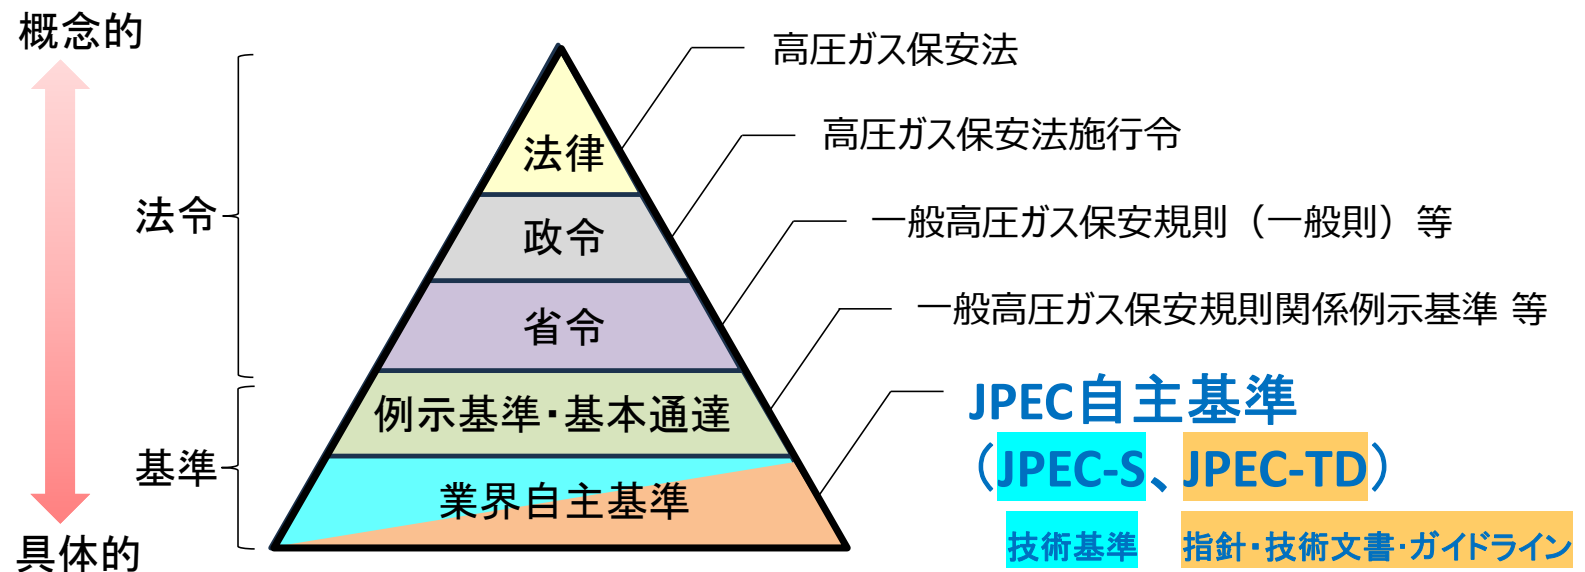 概念的
具体的
法令
基準
法律
政令
省令
例示基準・基本通達
業界自主基準
高圧ガス保安法
高圧ガス保安法施行令
一般高圧ガス保安規則（一般則）等
一般高圧ガス保安規則関係例示基準 等
JPEC自主基準
（JPEC-S、JPEC-TD）
技術基準
指針・技術文書・ガイドライン